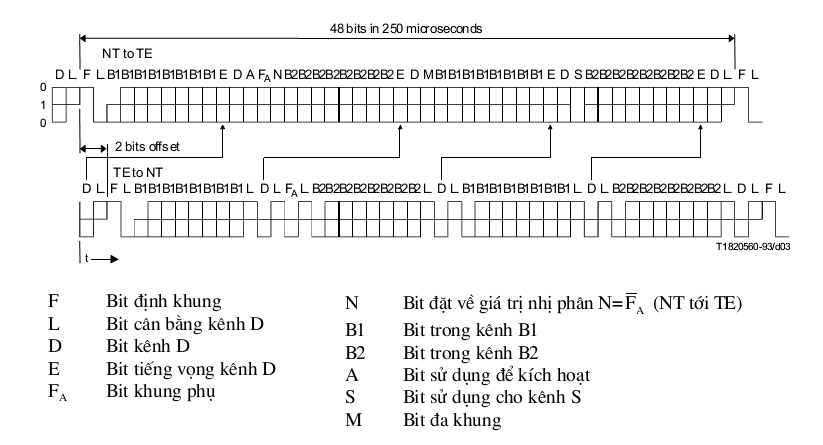 48 bits in 250 microseconds
NT to TE
D L F L B1B1B1B1B1B1B1B1 E D A FA N B2B2B2B2B2B2B2B2 E D M B1B1B1B1B1B1B1B1 E D S B2B2B2B2B2B2B2B2 E D L F L
0
1
0
2 bits offset
TE to NT
D L F L B1B1B1B1B1B1B1B1 L D L FA L B2B2B2B2B2B2B2B2 L D L B1B1B1B1B1B1B1B1 L D L B2B2B2B2B2B2B2B2 L D L F L
T1820560-93/d03
t
F Bit định khung
L Bit cân bằng kênh D
D Bit kênh D
E Bit tiếng vọng kênh D
FA Bit khung phụ
N Bit đặt về giá trị nhị phân N=F̅A (NT tới TE)
B1 Bit trong kênh B1
B2 Bit trong kênh B2
A Bit sử dụng để kích hoạt
S Bit sử dụng cho kênh S
M Bit đa khung